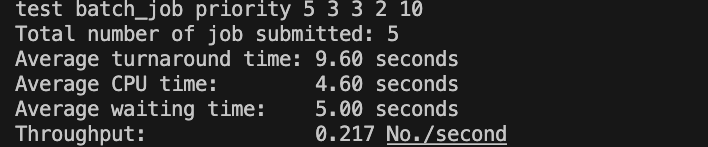 test batch_job priority 5 3 3 2 10
Total number of job submitted: 5
Average turnaround time: 9.60 seconds
Average CPU time: 4.60 seconds
Average waiting time: 5.00 seconds
Throughput: 0.217 No./second